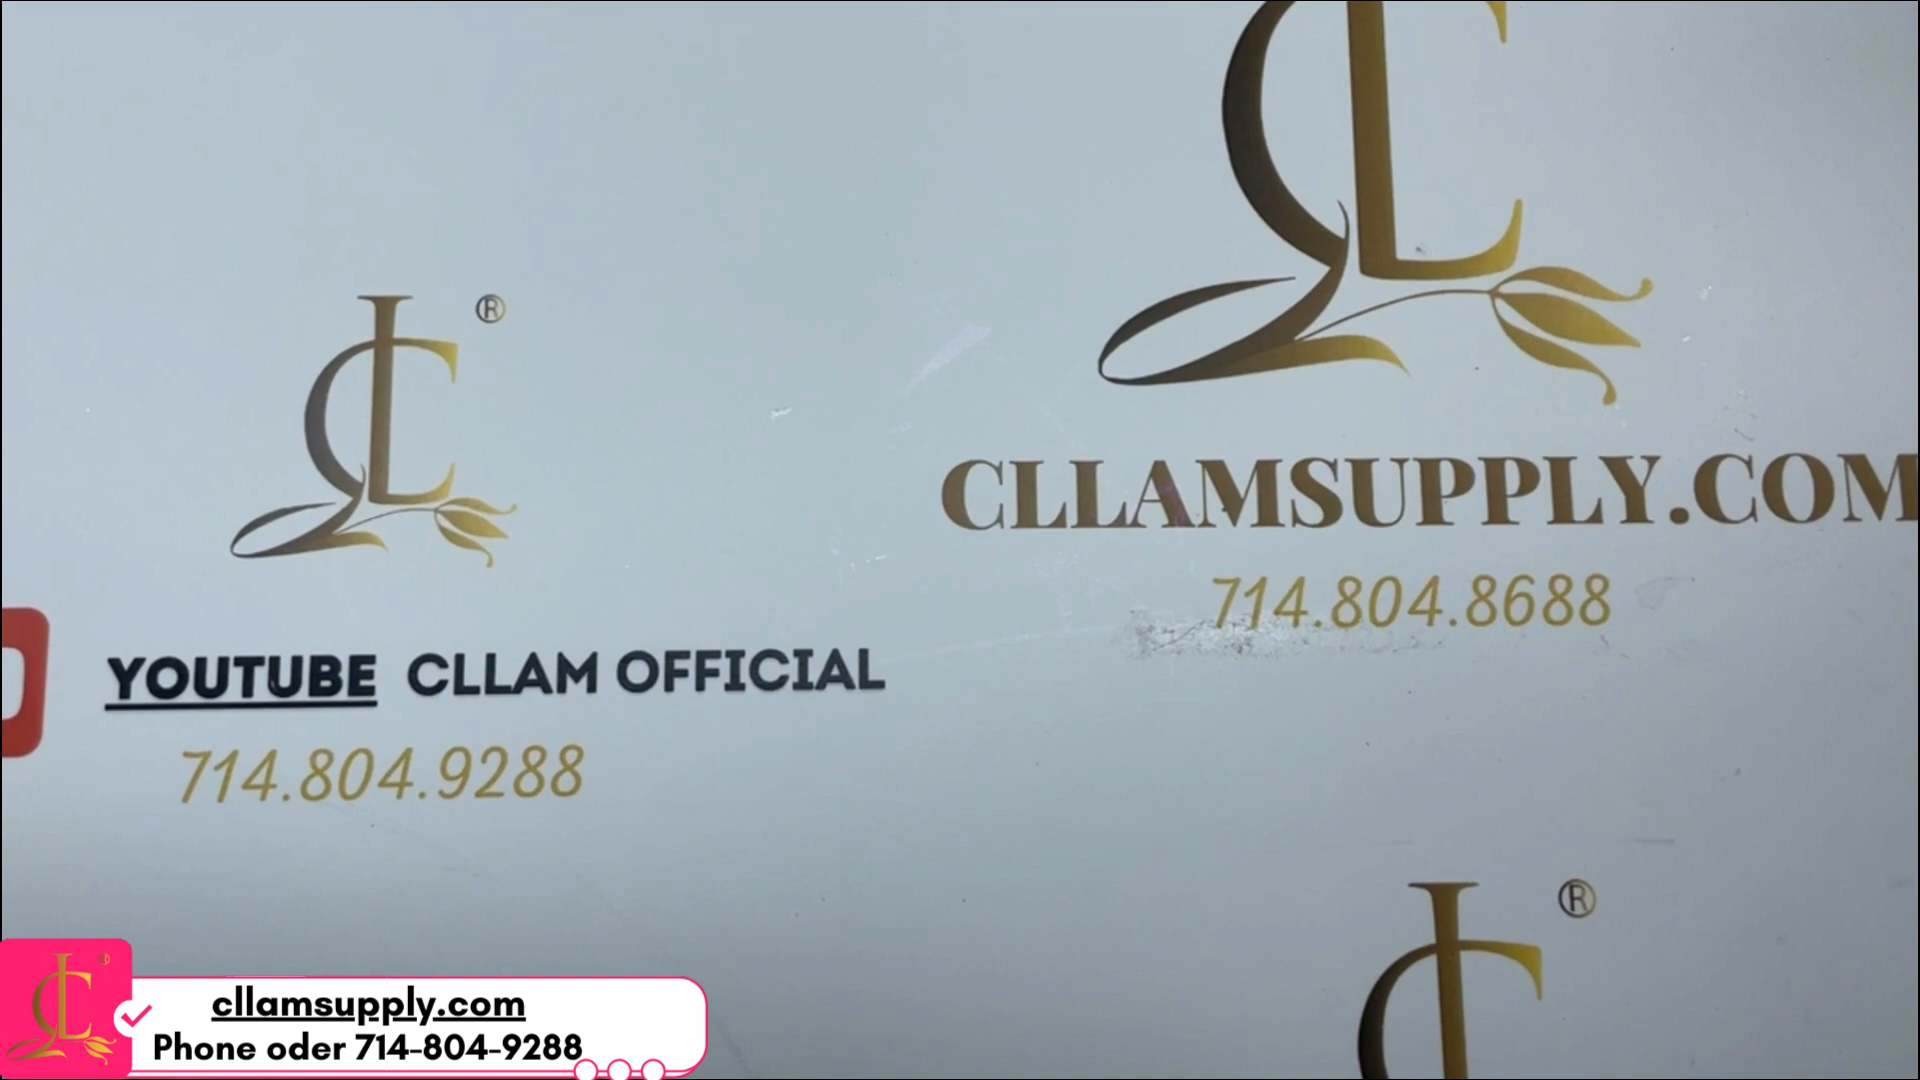 ®
YOUTUBE CLLAM OFFICIAL
714.804.9288
CLLAMSUPPLY.COM
714.804.8688
®
cllamsupply.com
Phone oder 714-804-9288